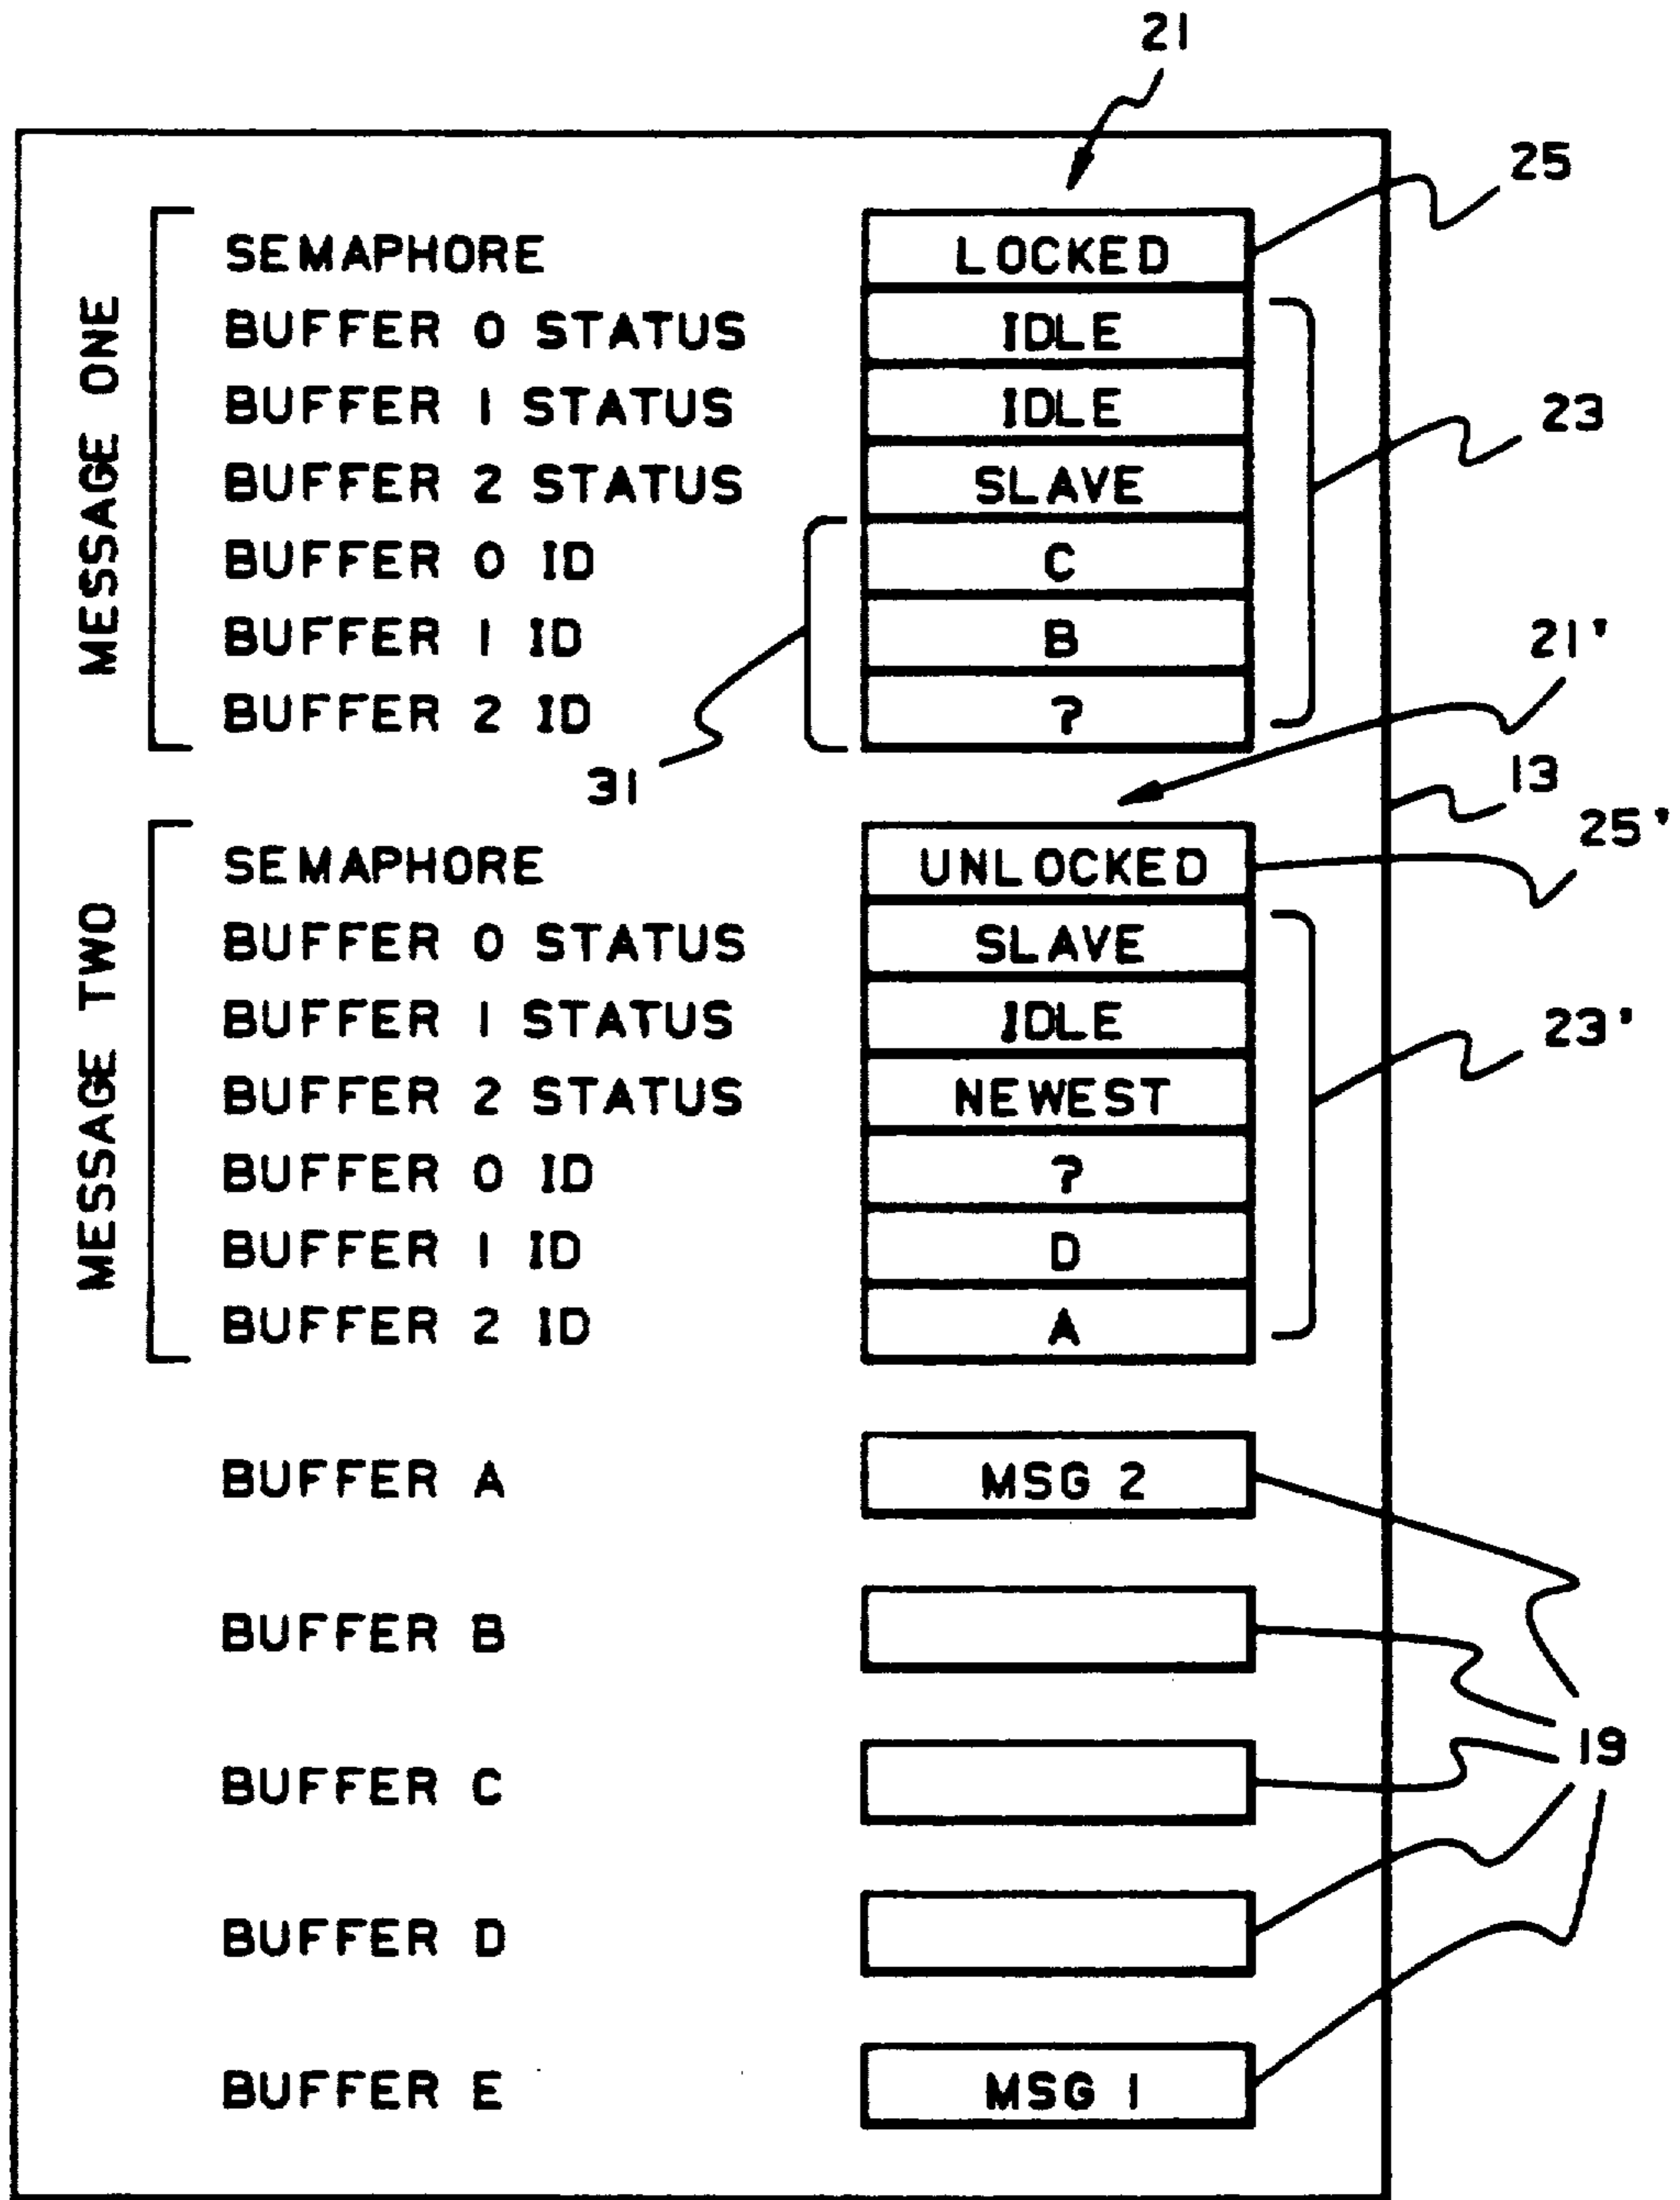 21
25
MESSAGE ONE
SEMAPHORE LOCKED
BUFFER 0 STATUS IDLE
BUFFER 1 STATUS IDLE
23
BUFFER 2 STATUS SLAVE
BUFFER 0 ID C
BUFFER 1 ID B
21'
BUFFER 2 ID ?
31
13
25'
MESSAGE TWO
SEMAPHORE UNLOCKED
BUFFER 0 STATUS SLAVE
BUFFER 1 STATUS IDLE
23'
BUFFER 2 STATUS NEWEST
BUFFER 0 ID ?
BUFFER 1 ID D
BUFFER 2 ID A
BUFFER A MSG 2
BUFFER B
19
BUFFER C
BUFFER D
BUFFER E MSG 1